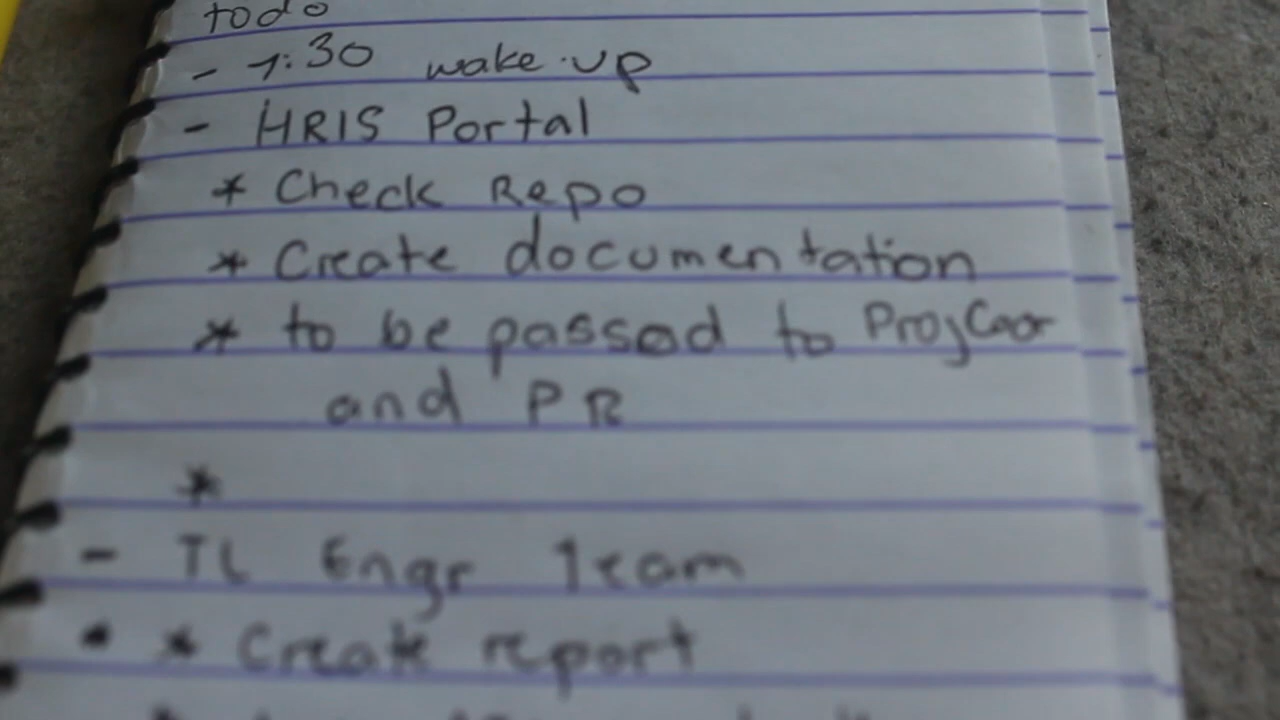 todo
- 1:30 wake-up
- HRIS Portal
* Check Repo
* Create documentation
* to be passed to ProjCoor
and PR
*
- TL Engr Team
- * Create report